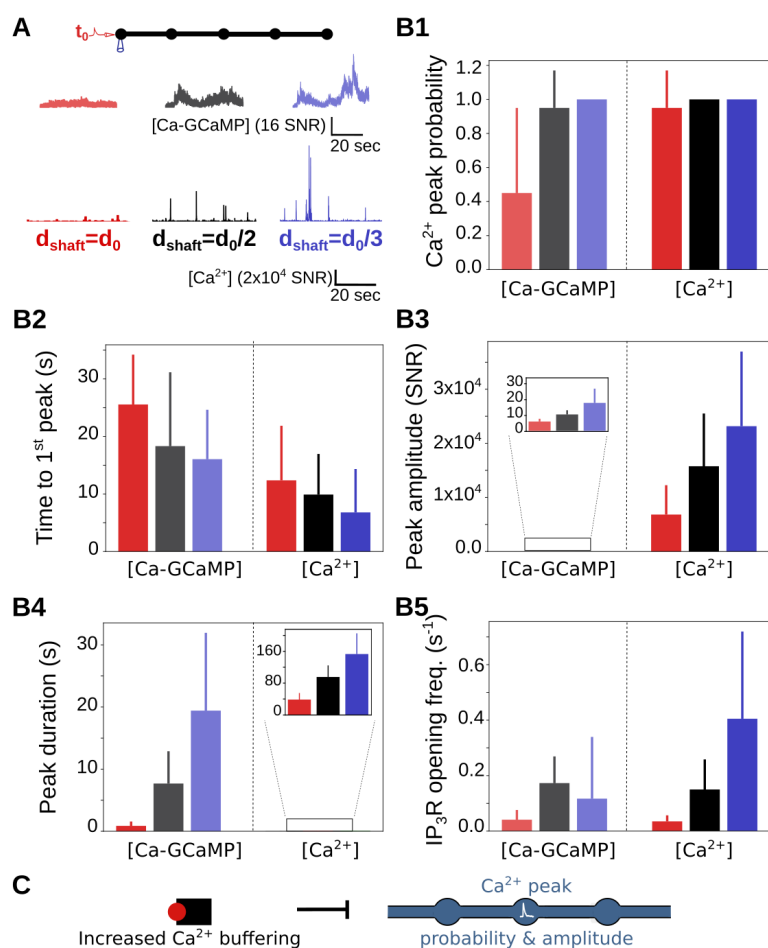 A
t₀
[Ca-GCaMP] (16 SNR)
20 sec
d_shaft=d₀
d_shaft=d₀/2
d_shaft=d₀/3
[Ca²⁺] (2x10⁴ SNR)
20 sec
B1
Ca²⁺ peak probability
1.2
1.0
0.8
0.4
0.2
0.0
[Ca-GCaMP]
[Ca²⁺]
B2
Time to 1ˢᵗ peak (s)
30
20
10
0
[Ca-GCaMP]
[Ca²⁺]
B3
Peak amplitude (SNR)
3x10⁴
2x10⁴
1x10⁴
0.0
30
20
10
0
[Ca-GCaMP]
[Ca²⁺]
B4
Peak duration (s)
30
20
10
0
160
80
0
[Ca-GCaMP]
[Ca²⁺]
B5
IP₃R opening freq. (s⁻¹)
0.6
0.4
0.2
0.0
[Ca-GCaMP]
[Ca²⁺]
C
Increased Ca²⁺ buffering
Ca²⁺ peak
probability & amplitude